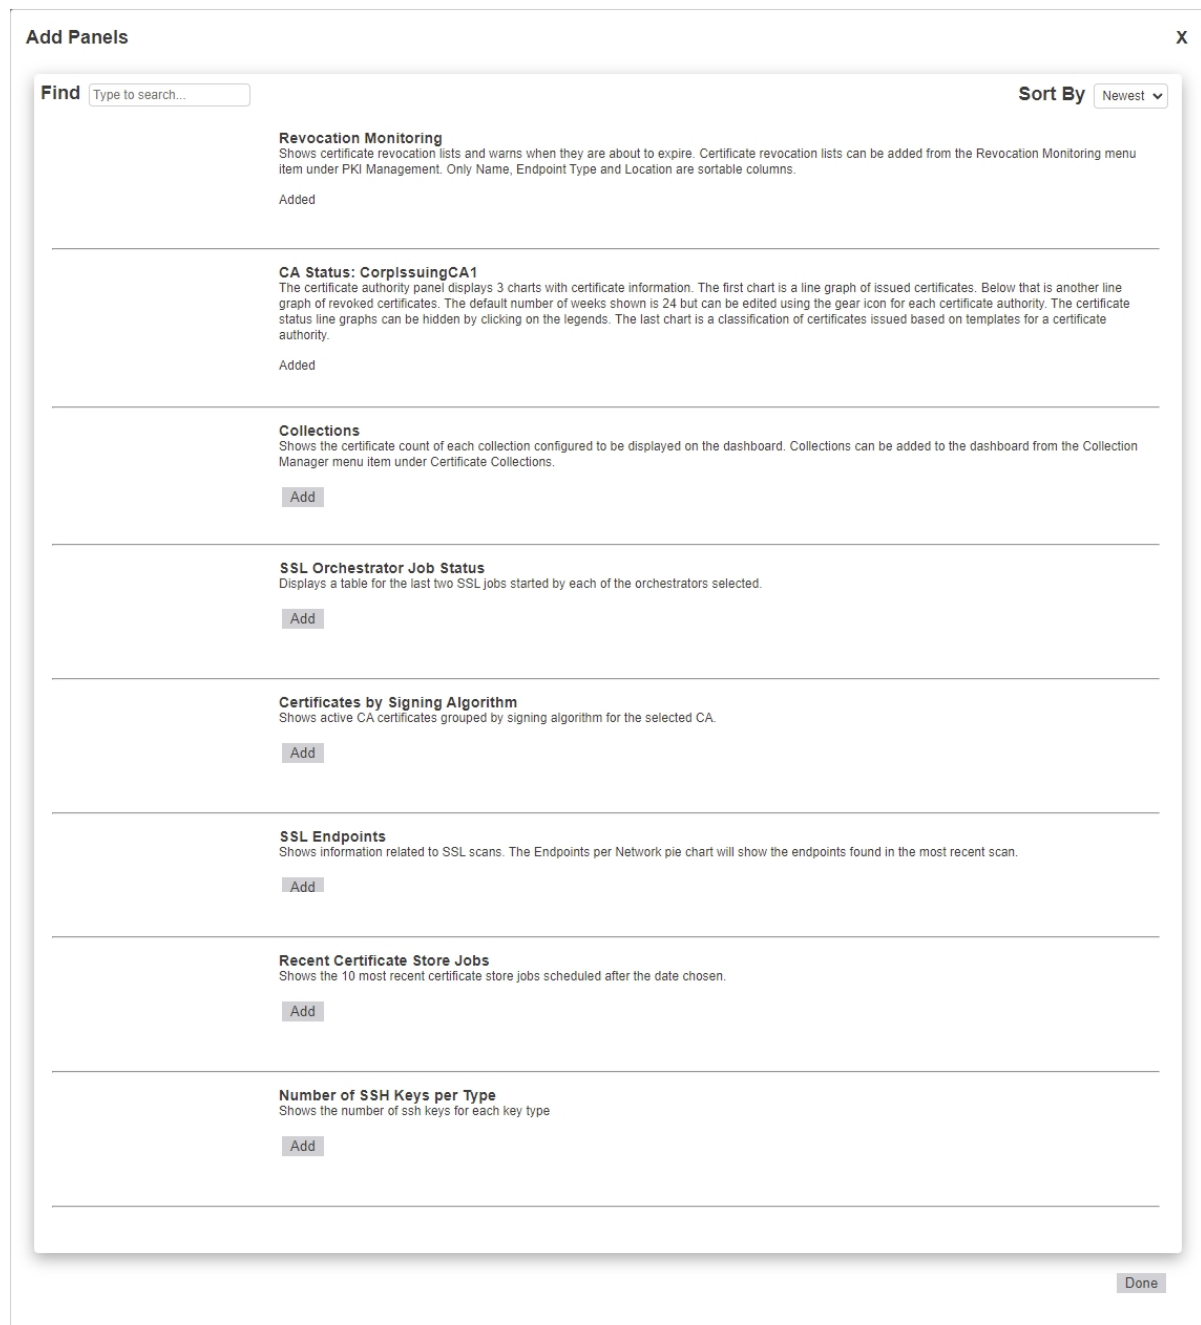 Add Panels
X
Find Type to search...
Sort By Newest
Revocation Monitoring
Shows certificate revocation lists and warns when they are about to expire. Certificate revocation lists can be added from the Revocation Monitoring menu
item under PKI Management. Only Name, Endpoint Type and Location are sortable columns.
Added
CA Status: CorpIssuingCA1
The certificate authority panel displays 3 charts with certificate information. The first chart is a line graph of issued certificates. Below that is another line
graph of revoked certificates. The default number of weeks shown is 24 but can be edited using the gear icon for each certificate authority. The certificate
status line graphs can be hidden by clicking on the legends. The last chart is a classification of certificates issued based on templates for a certificate
authority.
Added
Collections
Shows the certificate count of each collection configured to be displayed on the dashboard. Collections can be added to the dashboard from the Collection
Manager menu item under Certificate Collections.
Add
SSL Orchestrator Job Status
Displays a table for the last two SSL jobs started by each of the orchestrators selected.
Add
Certificates by Signing Algorithm
Shows active CA certificates grouped by signing algorithm for the selected CA.
Add
SSL Endpoints
Shows information related to SSL scans. The Endpoints per Network pie chart will show the endpoints found in the most recent scan.
Add
Recent Certificate Store Jobs
Shows the 10 most recent certificate store jobs scheduled after the date chosen.
Add
Number of SSH Keys per Type
Shows the number of ssh keys for each key type
Add
Done